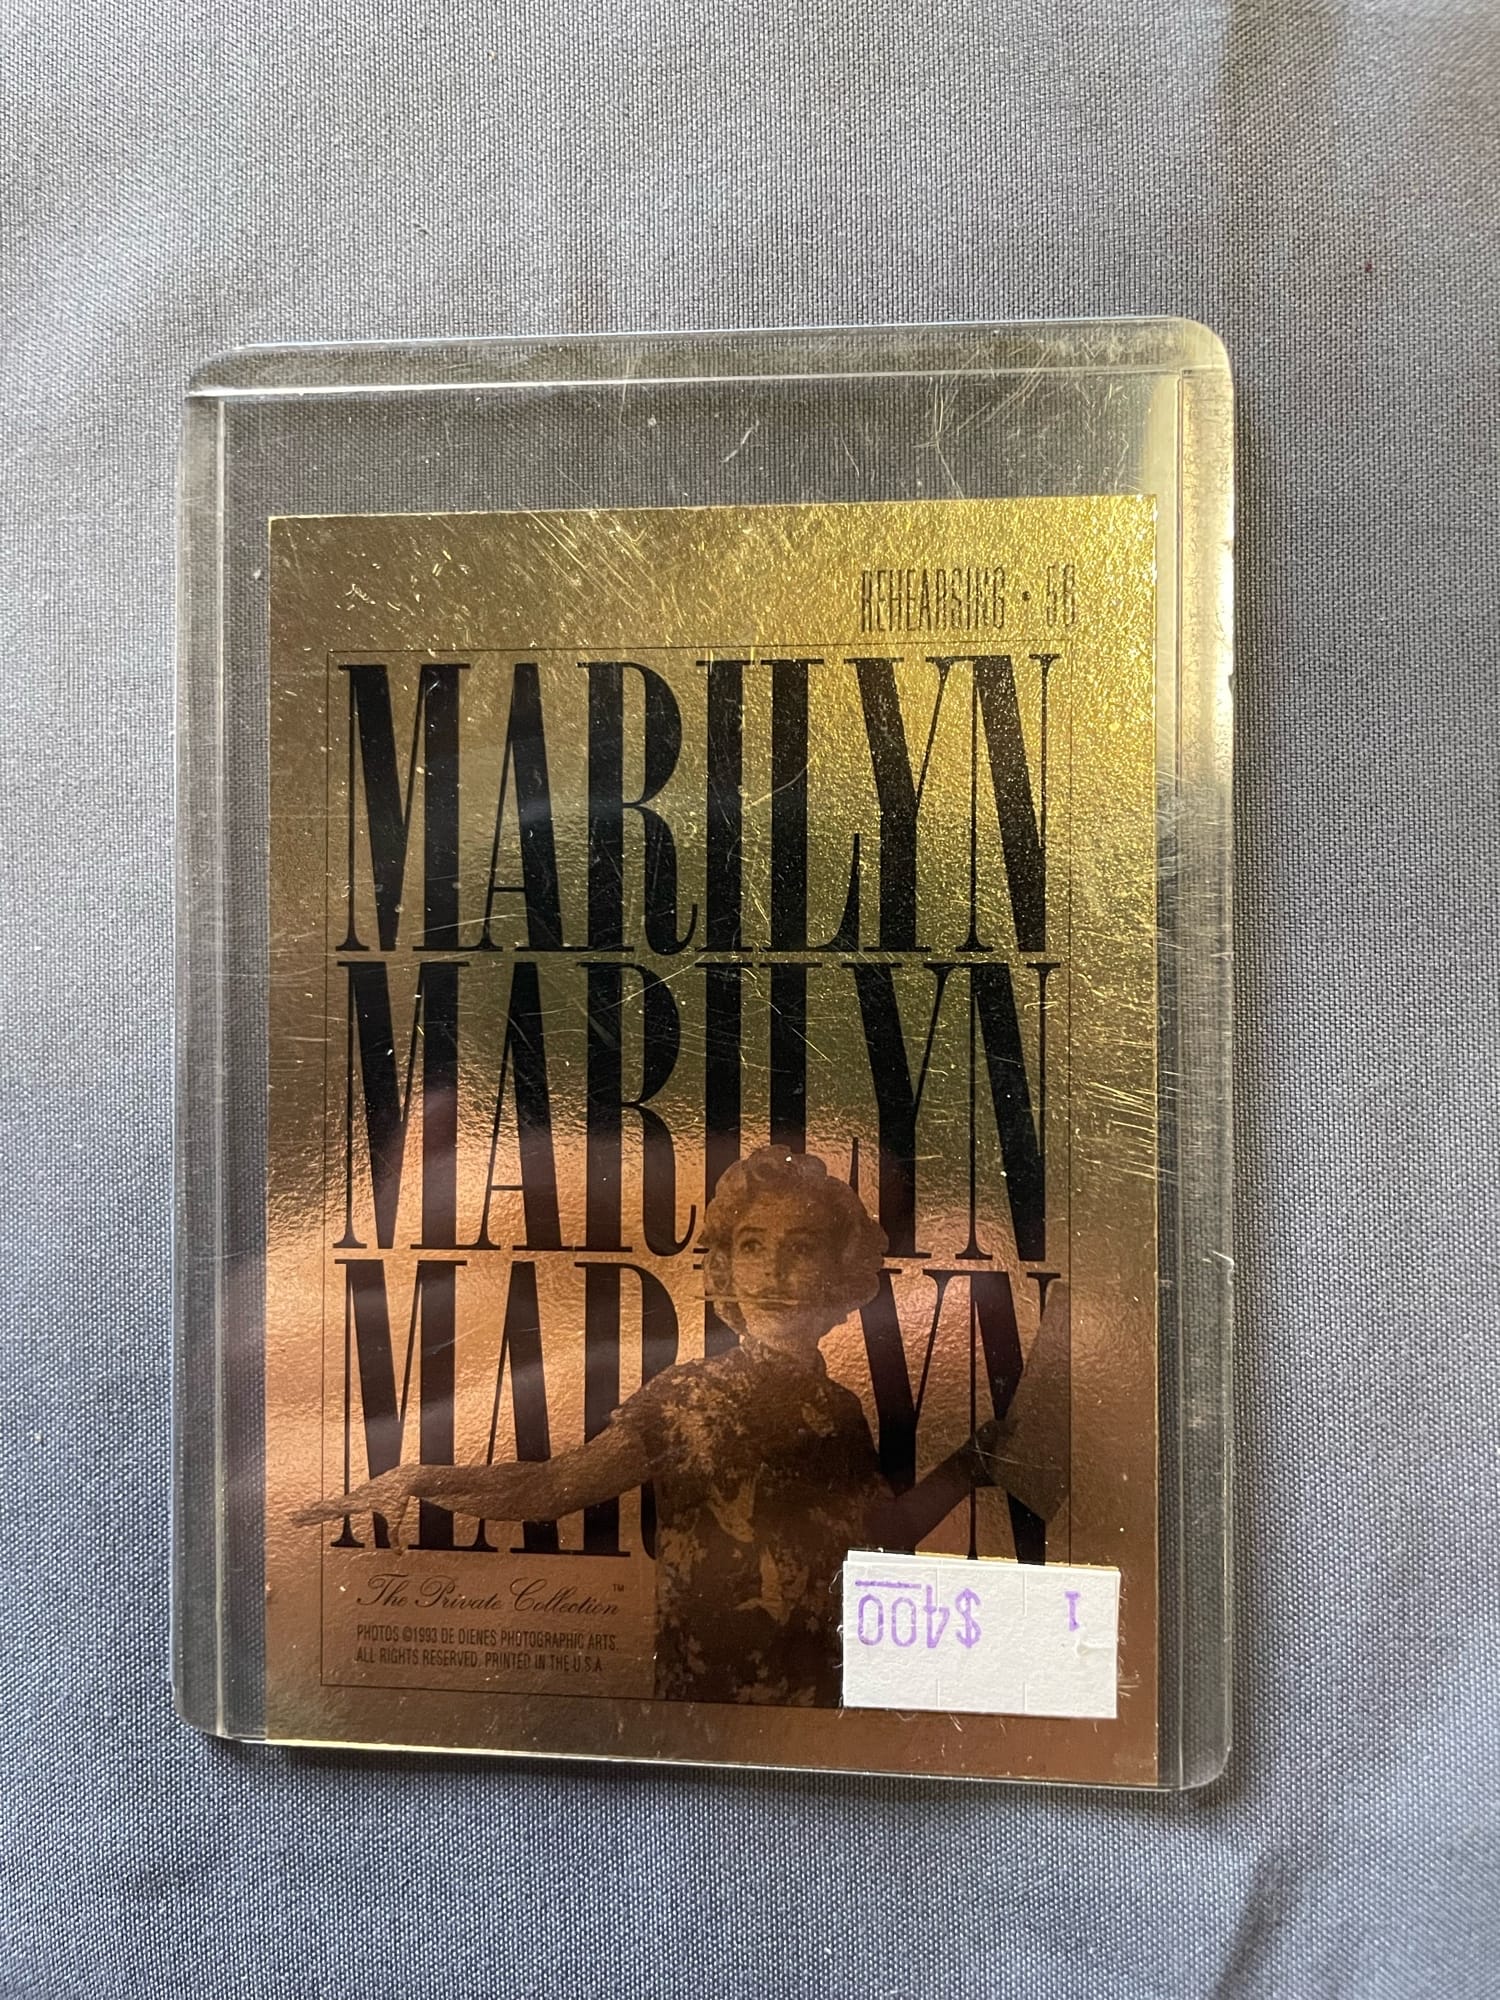 REHEARSING • 56
MARILYN
MARILYN
MARILYN
The Private Collection™
PHOTOS ©1993 DE DIENES PHOTOGRAPHIC ARTS.
ALL RIGHTS RESERVED. PRINTED IN THE U.S.A.
1 $400